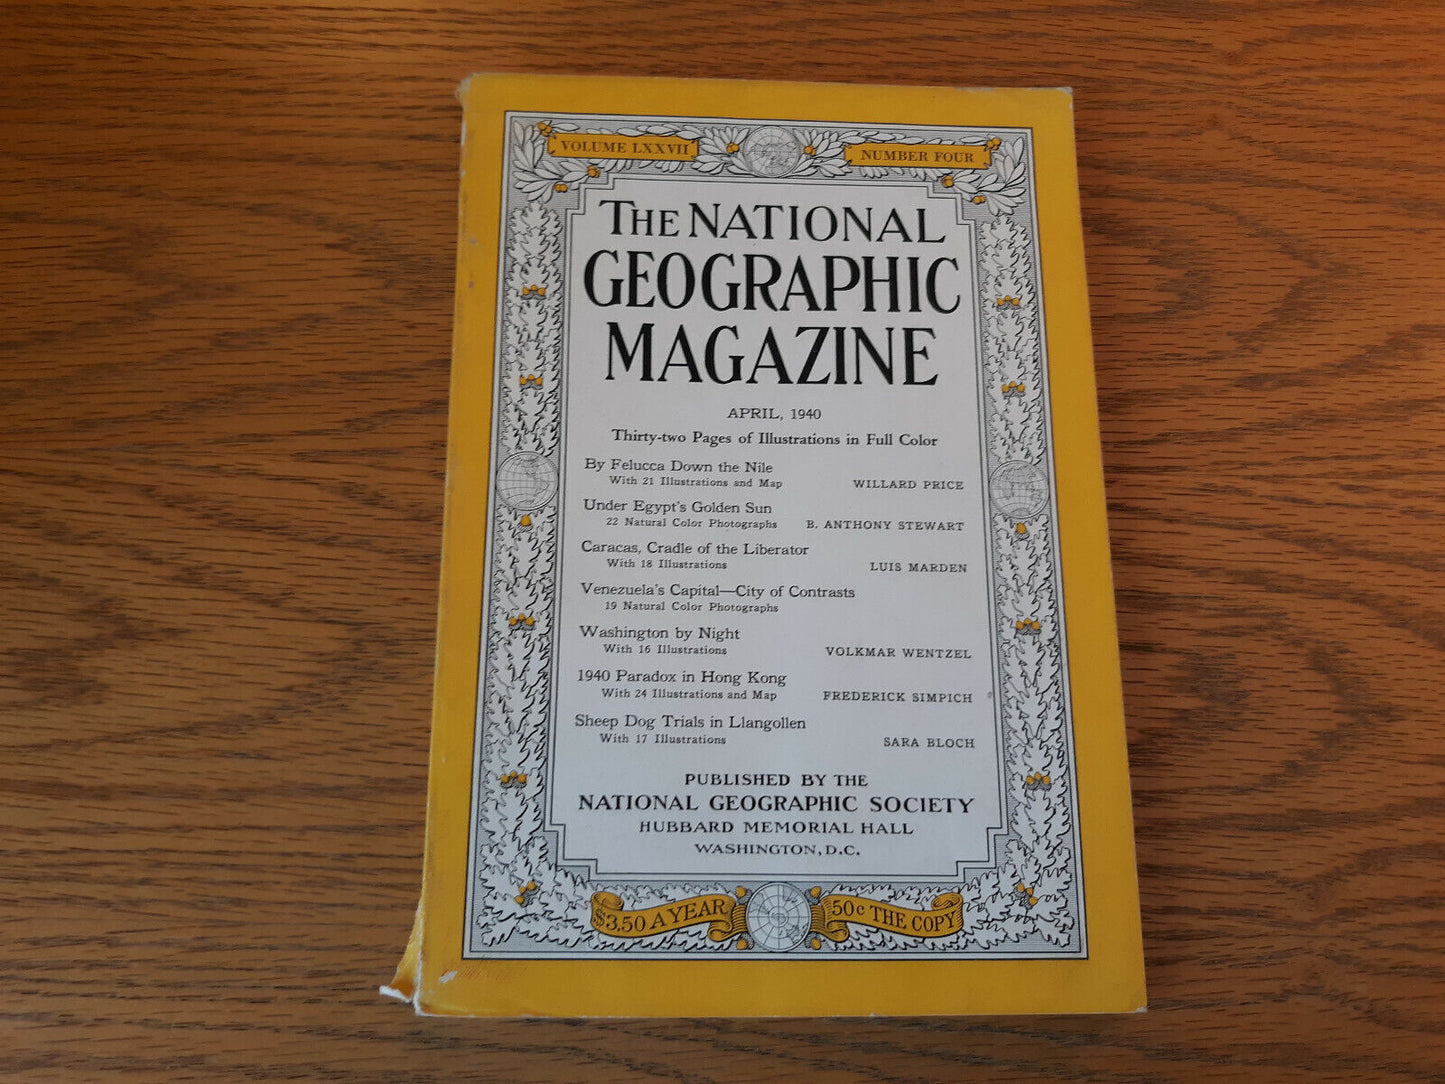 VOLUME LXXVII
NUMBER FOUR
THE NATIONAL
GEOGRAPHIC
MAGAZINE
APRIL, 1940
Thirty-two Pages of Illustrations in Full Color
By Felucca Down the Nile
With 21 Illustrations and Map WILLARD PRICE
Under Egypt's Golden Sun
22 Natural Color Photographs B. ANTHONY STEWART
Caracas, Cradle of the Liberator
With 18 Illustrations LUIS MARDEN
Venezuela's Capital—City of Contrasts
19 Natural Color Photographs
Washington by Night
With 16 Illustrations VOLKMAR WENTZEL
1940 Paradox in Hong Kong
With 24 Illustrations and Map FREDERICK SIMPICH
Sheep Dog Trials in Llangollen
With 17 Illustrations SARA BLOCH
PUBLISHED BY THE
NATIONAL GEOGRAPHIC SOCIETY
HUBBARD MEMORIAL HALL
WASHINGTON, D.C.
$3.50 A YEAR
50c THE COPY